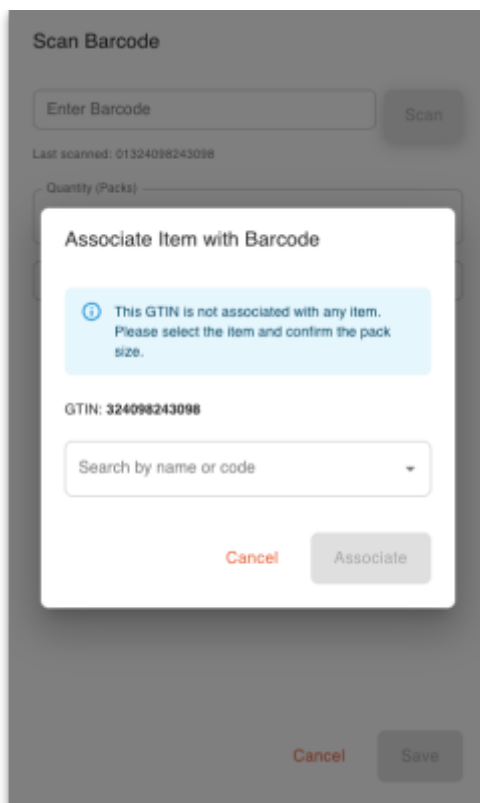 Scan Barcode
Enter Barcode
Scan
Last scanned: 01324098243098
Quantity (Packs)
Associate Item with Barcode
This GTIN is not associated with any item.
Please select the item and confirm the pack
size.
GTIN: 324098243098
Search by name or code
Cancel
Associate
Cancel
Save